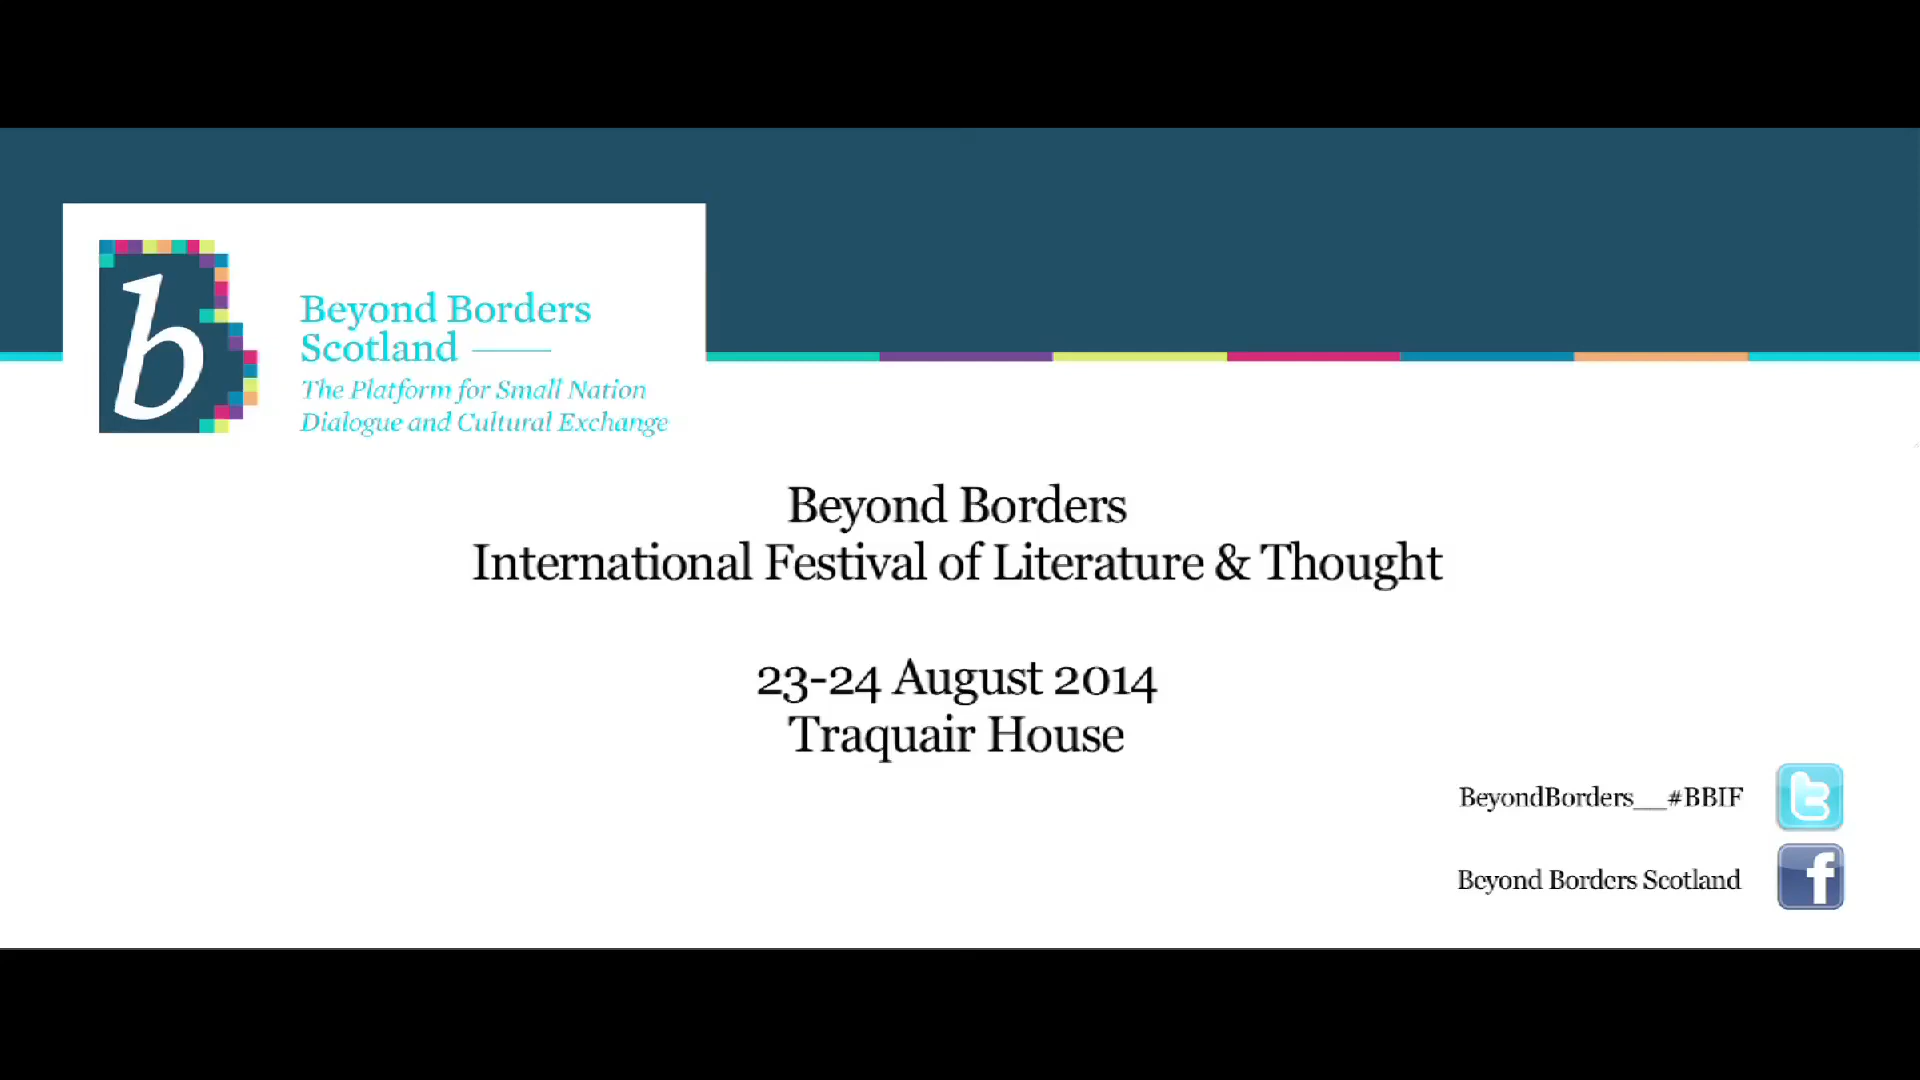 b
Beyond Borders
Scotland
The Platform for Small Nation
Dialogue and Cultural Exchange
Beyond Borders
International Festival of Literature & Thought
23-24 August 2014
Traquair House
BeyondBorders__#BBIF
Beyond Borders Scotland